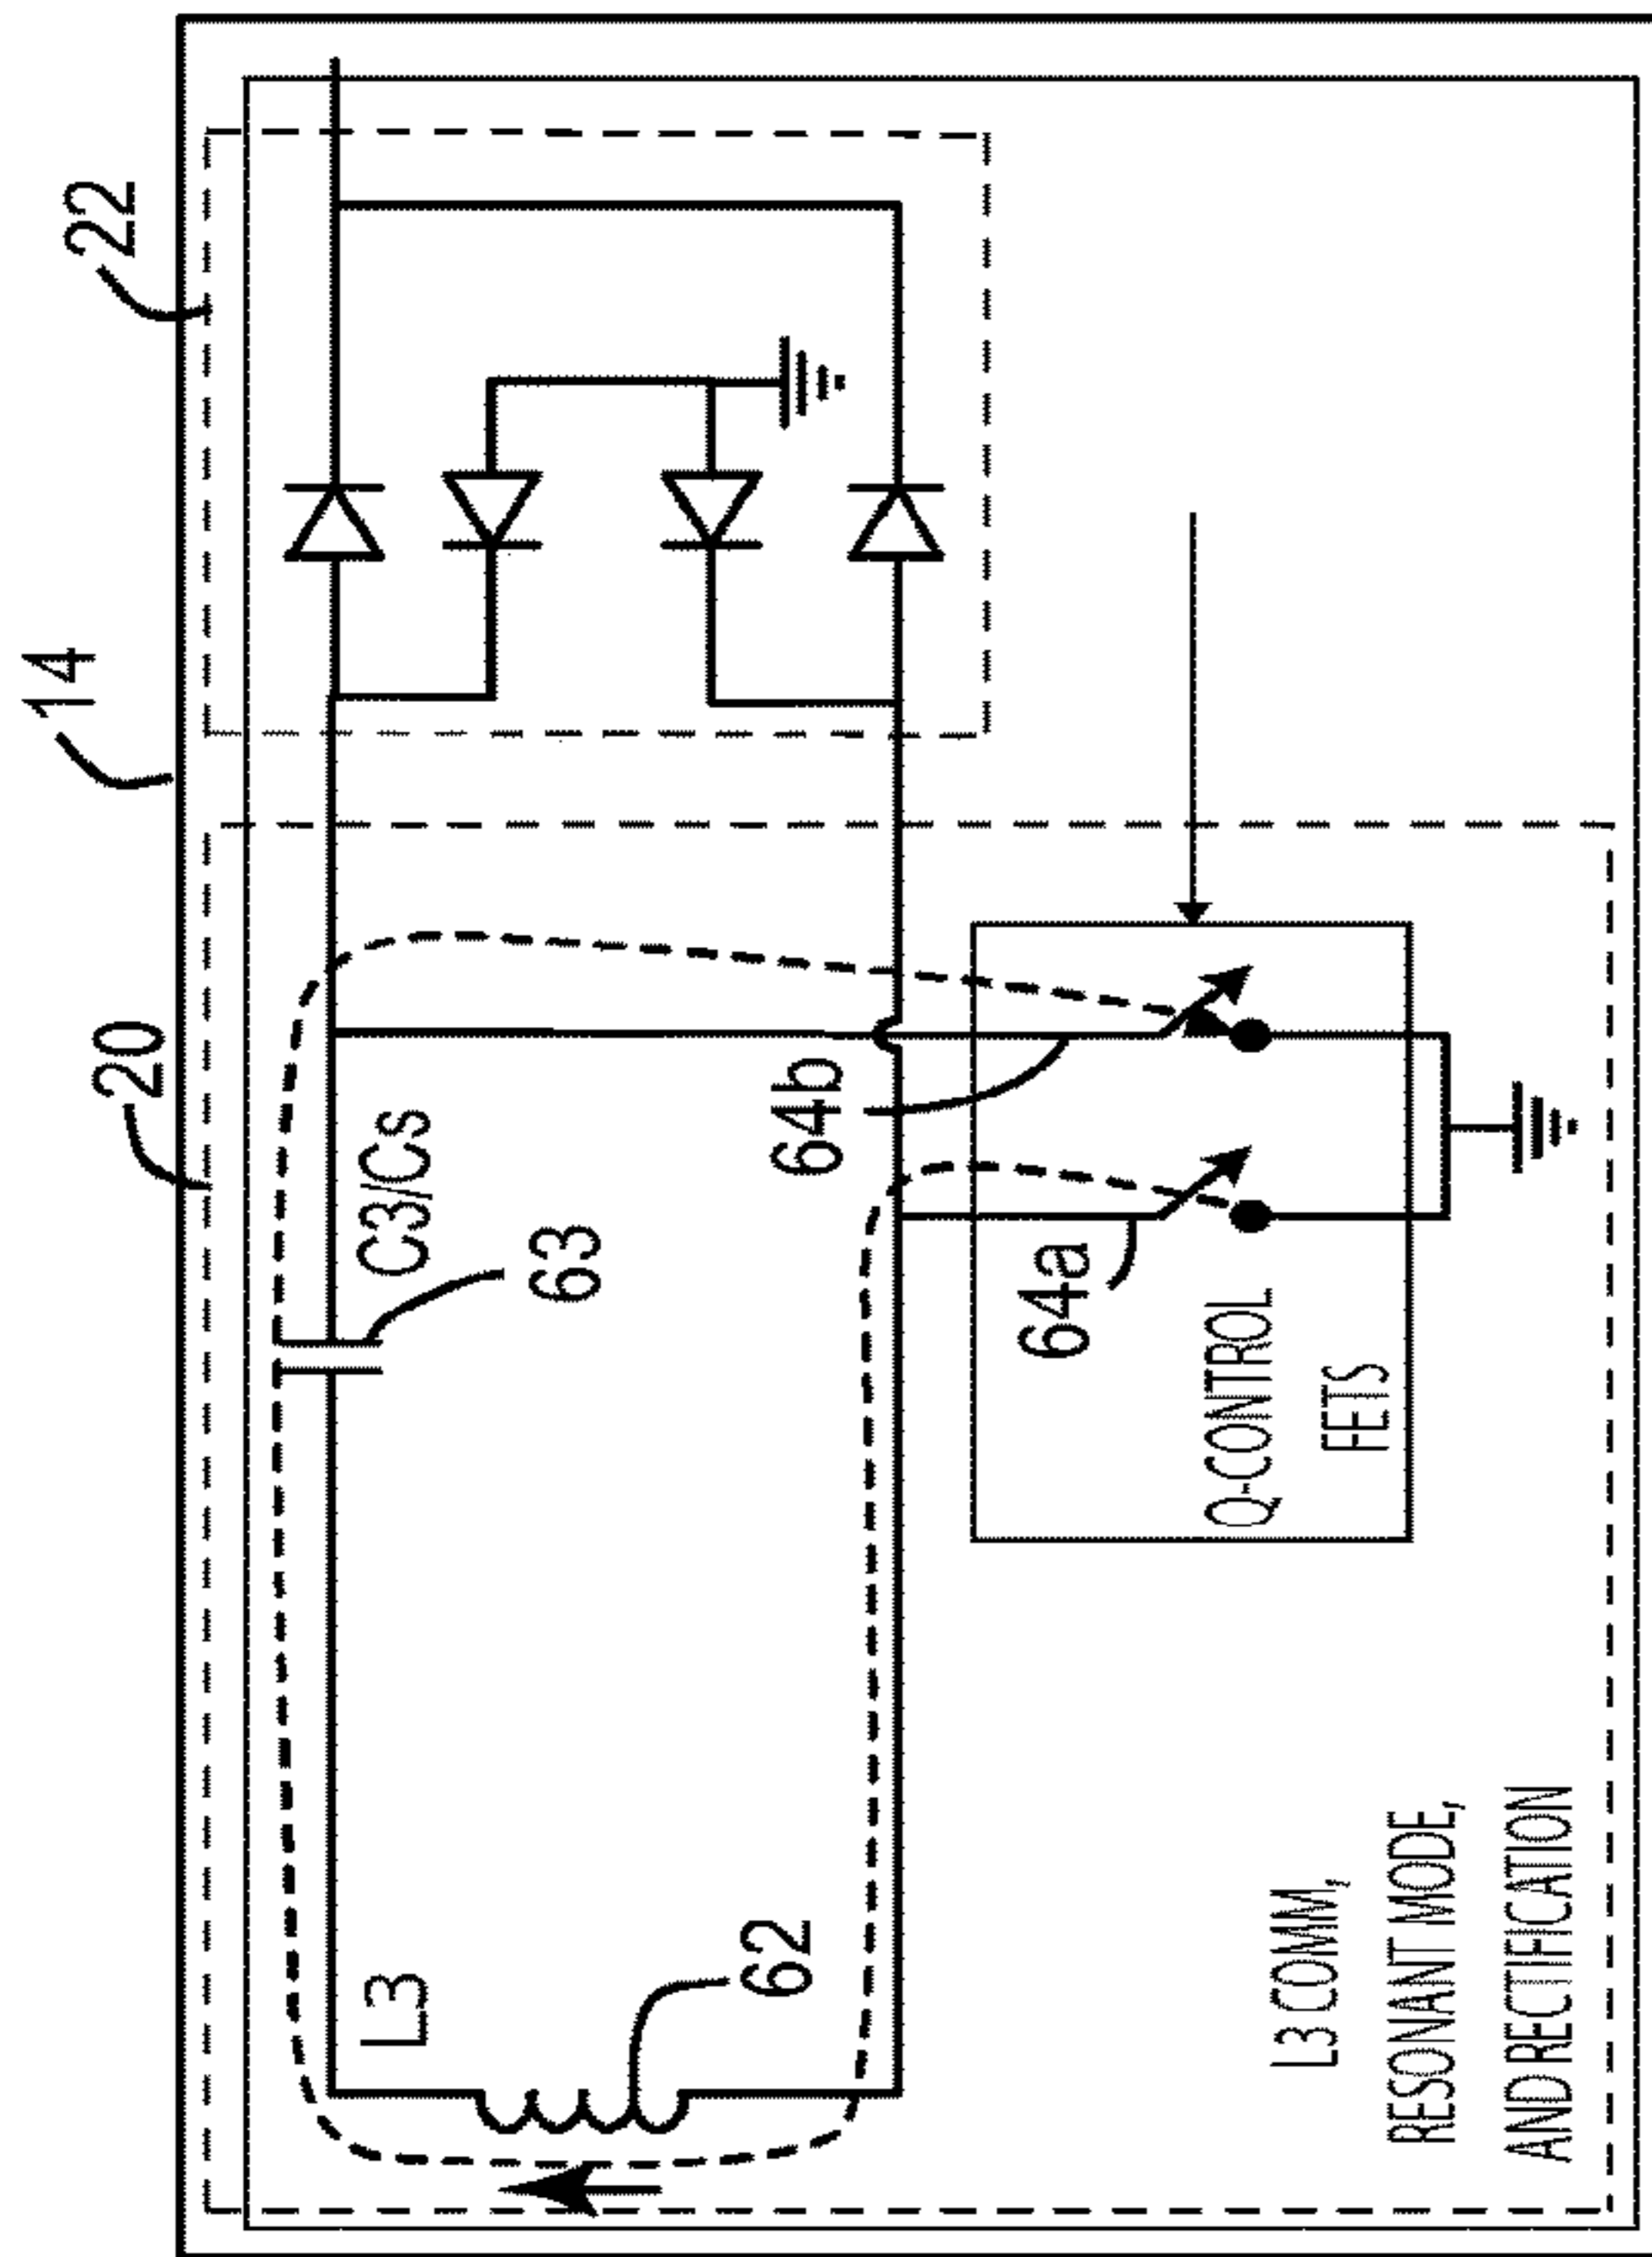 14
20
22
L3
C3/Cs
63
62
64b
64a
Q-CONTROL
FETS
L3 COMM,
RESONANT MODE,
AND RECTIFICATION